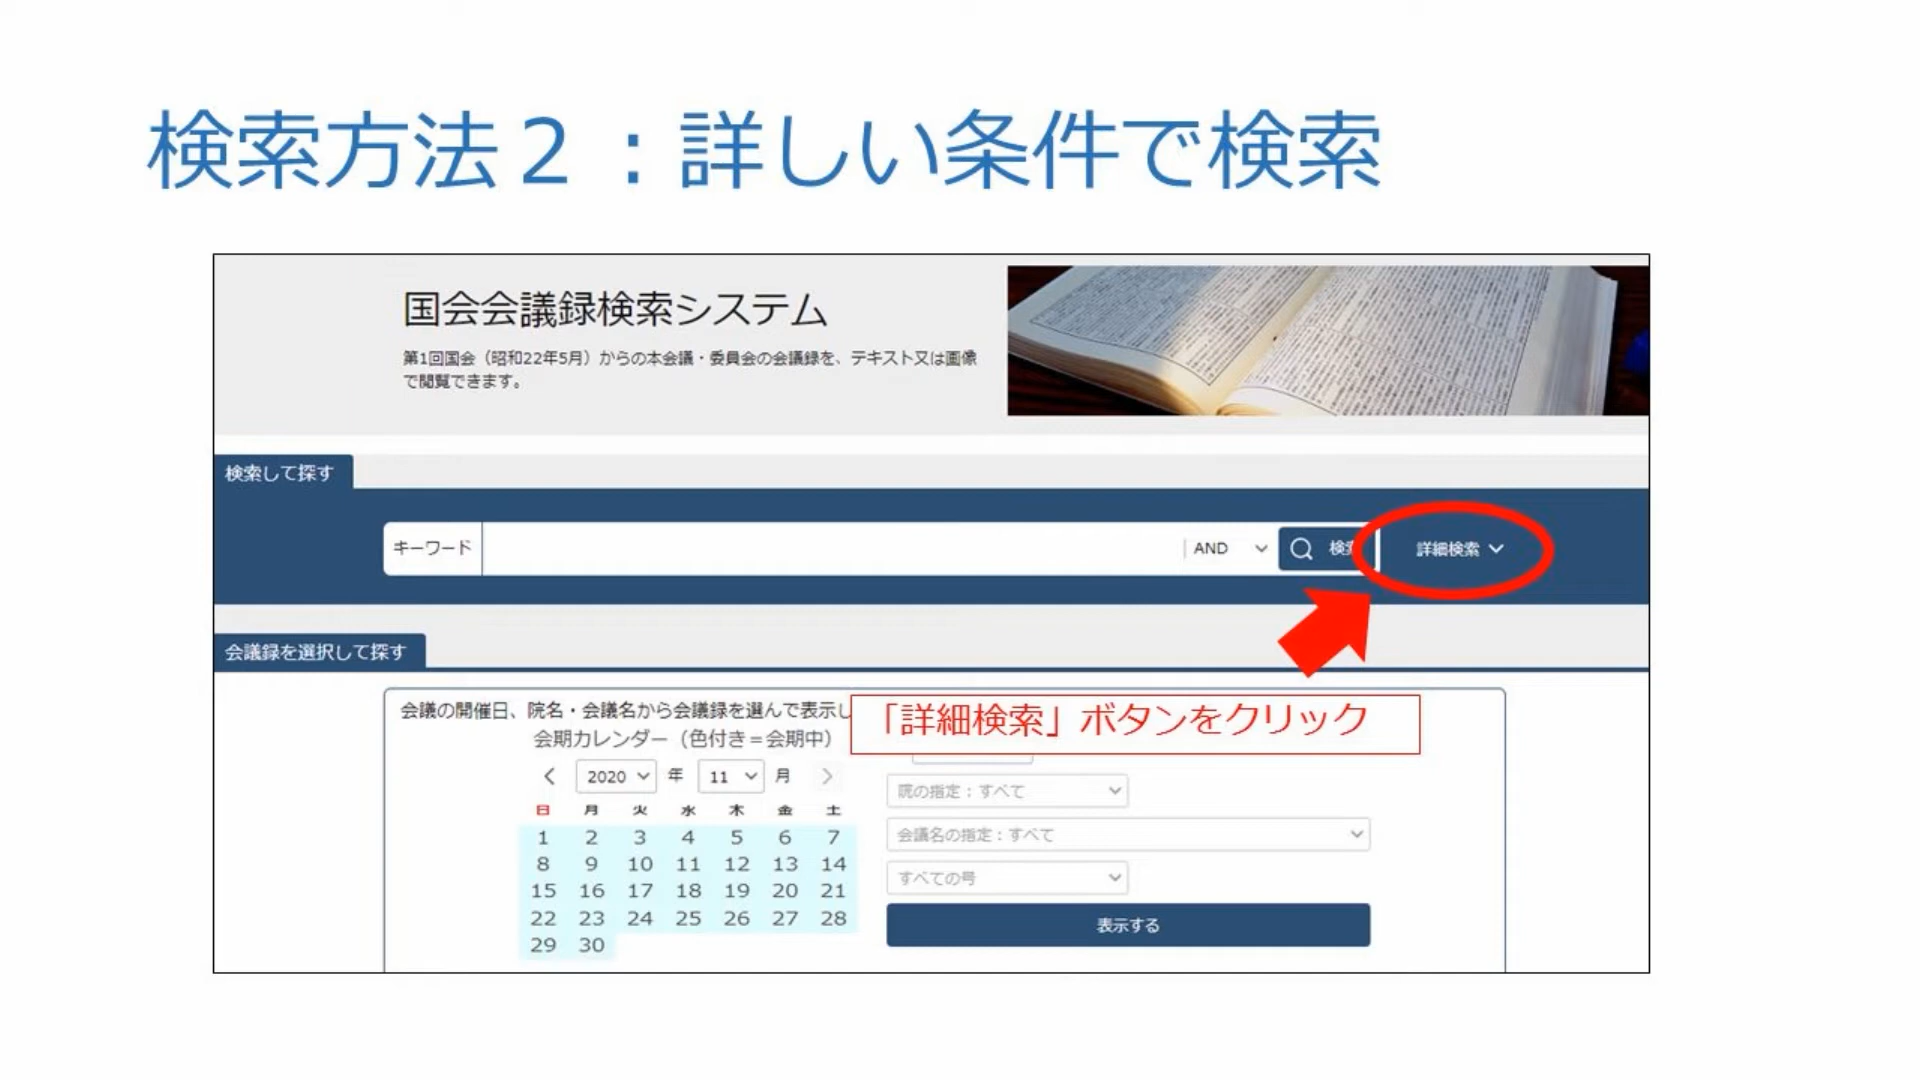 検索方法２：詳しい条件で検索
国会会議録検索システム
第1回国会（昭和22年5月）からの本会議・委員会の会議録を、テキスト又は画像
で閲覧できます。
検索して探す
キーワード AND 検索 詳細検索
会議録を選択して探す
会議の開催日、院名・会議名から会議録を選んで表示し
「詳細検索」ボタンをクリック
会期カレンダー（色付き＝会期中）
2020 年 11 月
日 月 火 水 木 金 土
1 2 3 4 5 6 7
8 9 10 11 12 13 14
15 16 17 18 19 20 21
22 23 24 25 26 27 28
29 30
院の指定：すべて
会議名の指定：すべて
すべての号
表示する